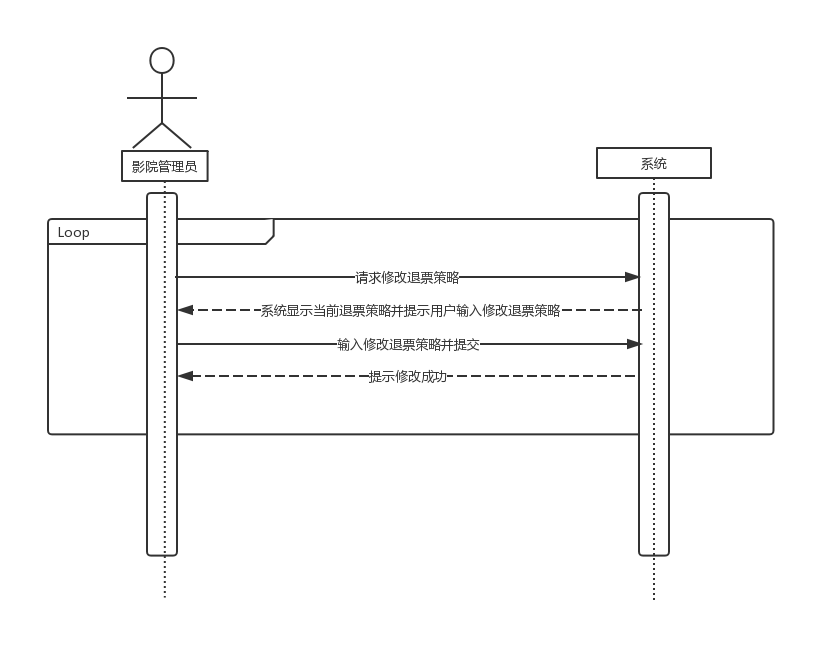 影院管理员
系统
Loop
请求修改退票策略
系统显示当前退票策略并提示用户输入修改退票策略
输入修改退票策略并提交
提示修改成功